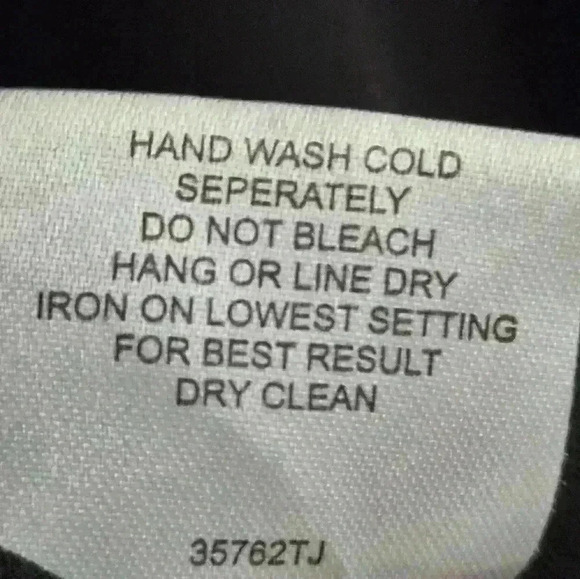 HAND WASH COLD
SEPERATELY
DO NOT BLEACH
HANG OR LINE DRY
IRON ON LOWEST SETTING
FOR BEST RESULT
DRY CLEAN
35762TJ